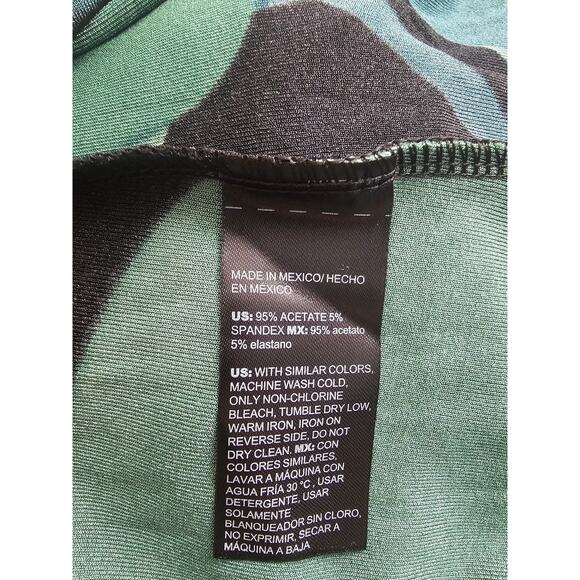 MADE IN MEXICO/ HECHO
EN MÉXICO
US: 95% ACETATE 5%
SPANDEX MX: 95% acetato
5% elastano
US: WITH SIMILAR COLORS,
MACHINE WASH COLD,
ONLY NON-CHLORINE
BLEACH, TUMBLE DRY LOW,
WARM IRON, IRON ON
REVERSE SIDE, DO NOT
DRY CLEAN. MX: CON
COLORES SIMILARES,
LAVAR A MÁQUINA CON
AGUA FRÍA 30 °C , USAR
DETERGENTE, USAR
SOLAMENTE
BLANQUEADOR SIN CLORO,
NO EXPRIMIR, SECAR A
MÁQUINA A BAJA